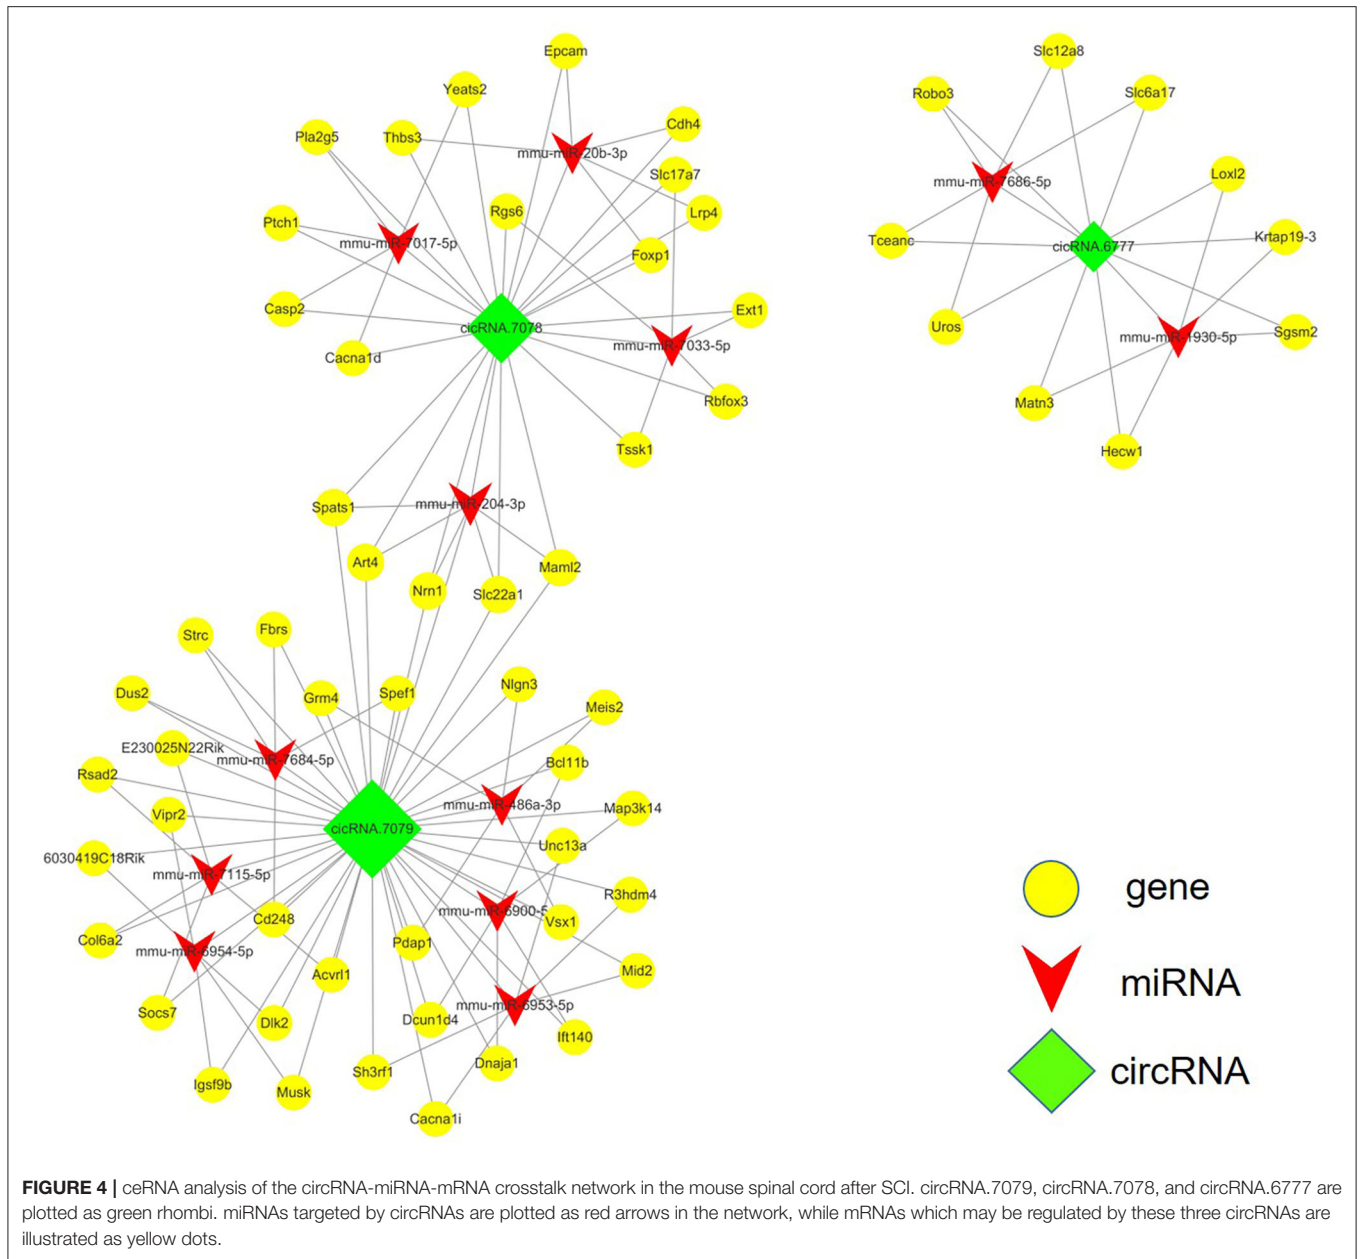 Epcam
Slc12a8
Yeats2
Robo3
Slc6a17
Pla2g5
Thbs3
Cdh4
mmu-miR-20b-3p
Slc17a7
Loxl2
mmu-miR-7686-5p
Ptch1
Rgs6
Lrp4
mmu-miR-7017-5p
Foxp1
Tceanc
cicRNA.6777
Krtap19-3
Casp2
Ext1
cicRNA.7078
Uros
mmu-miR-7033-5p
mmu-miR-1930-5p
Sgsm2
Cacna1d
Rbfox3
Matn3
Tssk1
Hecw1
Spats1
mmu-miR-204-3p
Art4
Maml2
Nrn1
Slc22a1
Strc
Fbrs
Dus2
Grm4
Spef1
Nlgn3
Meis2
E230025N22Rik
mmu-miR-7684-5p
Bcl11b
Rsad2
mmu-miR-486a-3p
Map3k14
Vipr2
cicRNA.7079
Unc13a
6030419C18Rik
mmu-miR-7115-5p
R3hdm4
Cd248
mmu-miR-6900-5
Vsx1
Col6a2
mmu-miR-6954-5p
Pdap1
Acvrl1
Mid2
Socs7
Dlk2
Dcun1d4
mmu-miR-6953-5p
Ift140
Igsf9b
Musk
Sh3rf1
Dnaja1
Cacna1i
gene
miRNA
circRNA
FIGURE 4 | ceRNA analysis of the circRNA-miRNA-mRNA crosstalk network in the mouse spinal cord after SCI. circRNA.7079, circRNA.7078, and circRNA.6777 are
plotted as green rhombi. miRNAs targeted by circRNAs are plotted as red arrows in the network, while mRNAs which may be regulated by these three circRNAs are
illustrated as yellow dots.